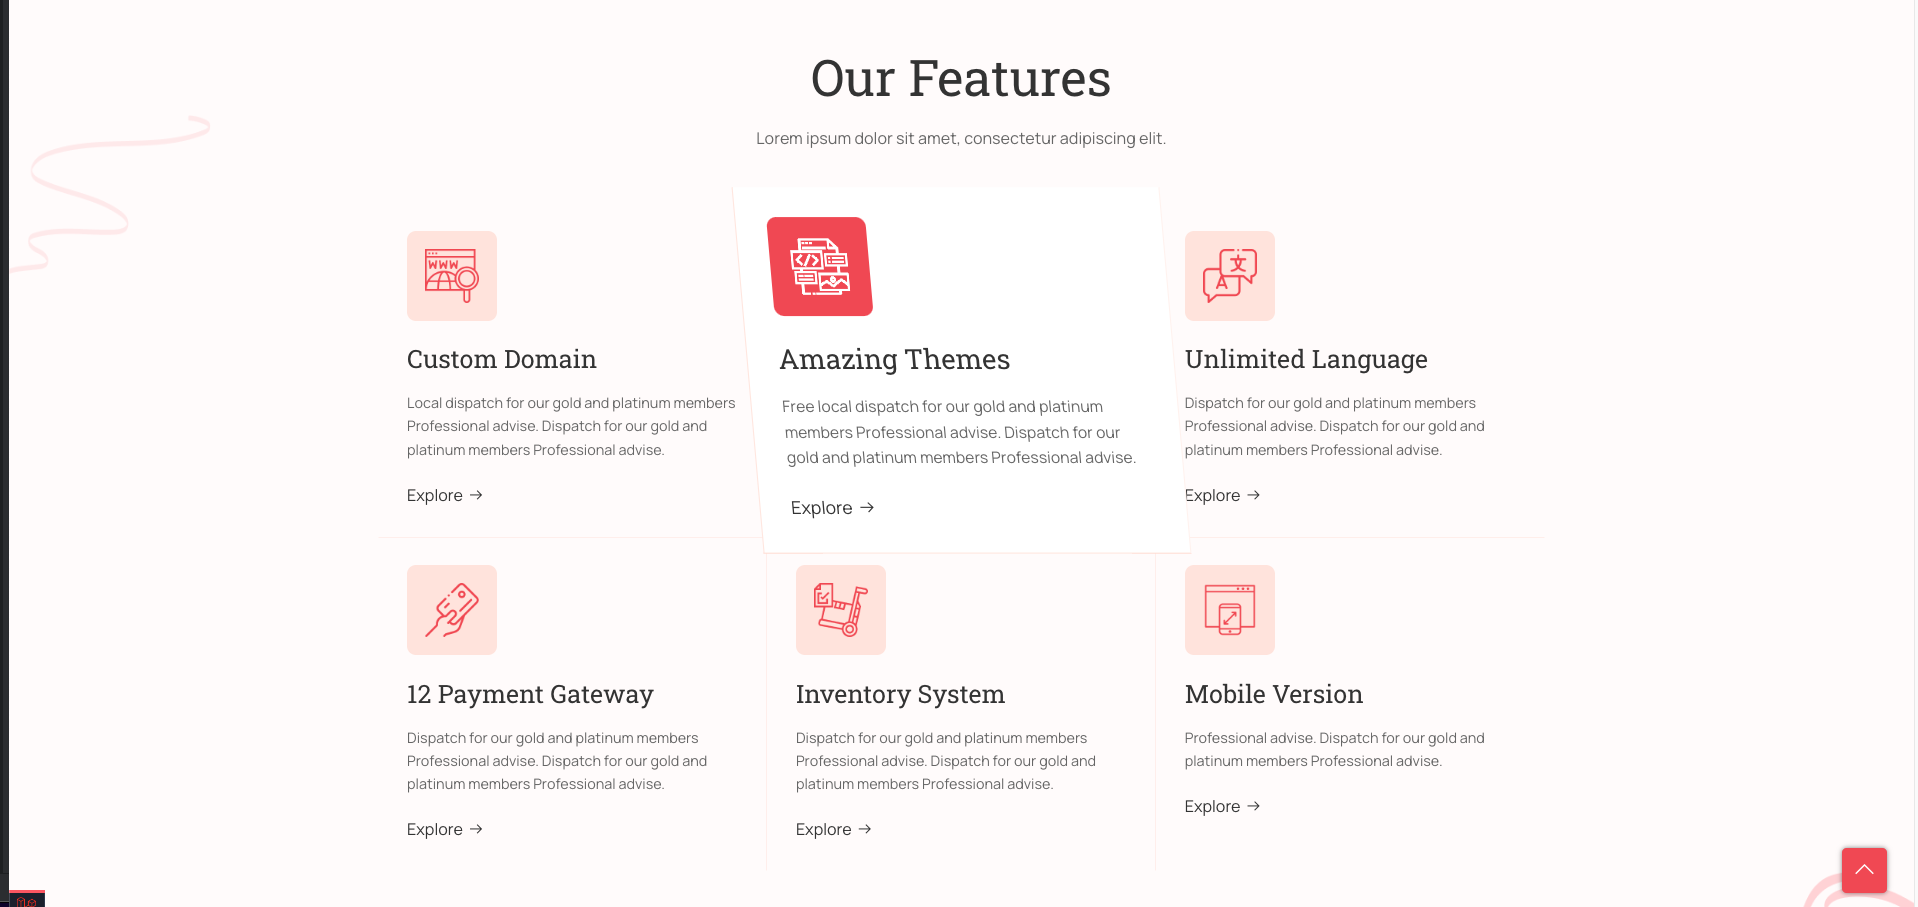 Our Features
Lorem ipsum dolor sit amet, consectetur adipiscing elit.
WWW
Custom Domain
Local dispatch for our gold and platinum members
Professional advise. Dispatch for our gold and
platinum members Professional advise.
Explore →
Amazing Themes
Free local dispatch for our gold and platinum
members Professional advise. Dispatch for our
gold and platinum members Professional advise.
Explore →
文
A
Unlimited Language
Dispatch for our gold and platinum members
Professional advise. Dispatch for our gold and
platinum members Professional advise.
Explore →
12 Payment Gateway
Dispatch for our gold and platinum members
Professional advise. Dispatch for our gold and
platinum members Professional advise.
Explore →
Inventory System
Dispatch for our gold and platinum members
Professional advise. Dispatch for our gold and
platinum members Professional advise.
Explore →
Mobile Version
Professional advise. Dispatch for our gold and
platinum members Professional advise.
Explore →